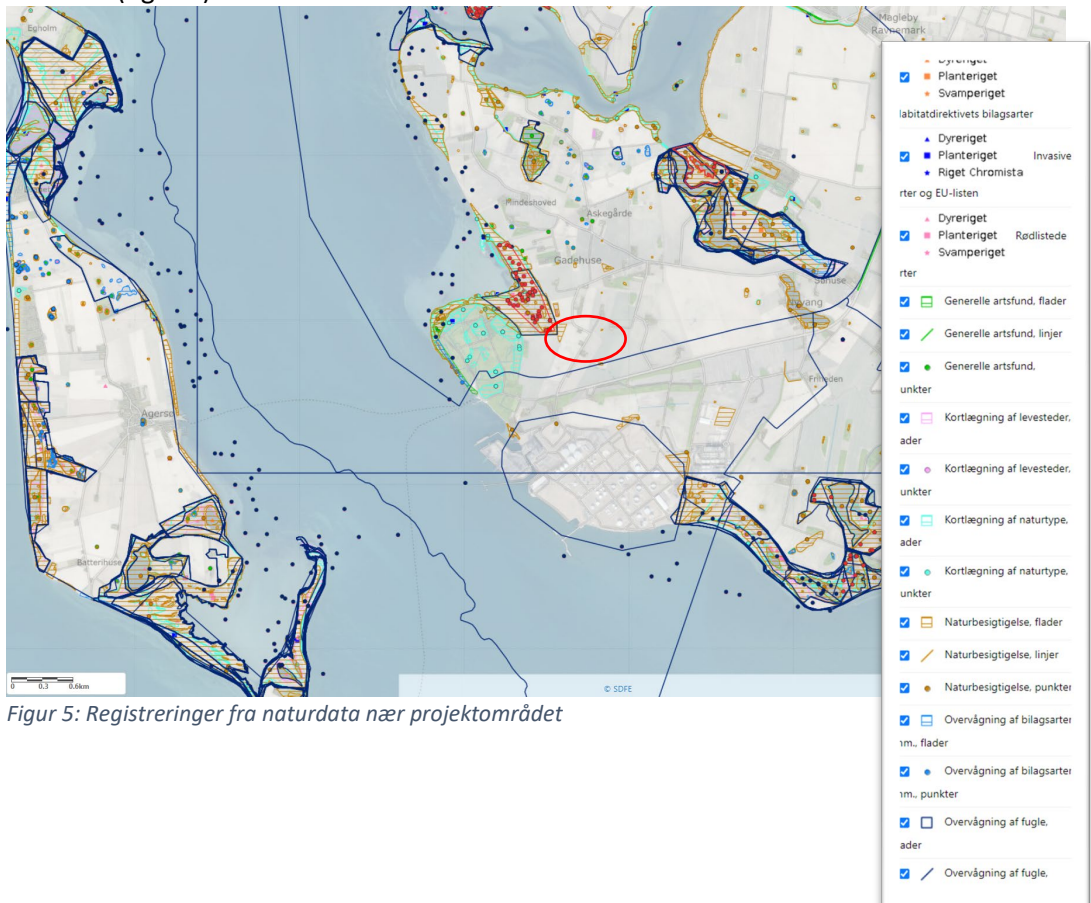 Egholm
Magleby
Ravnemark
Mindeshoved
Askegårde
Gadehuse
Agersø
Batterihuse
0 0.3 0.6km
© SDFE
Figur 5: Registreringer fra naturdata nær projektområdet
Dyreriget
Planteriget
Svamperiget
labitatdirektivets bilagsarter
Dyreriget
Planteriget Invasive
Riget Chromista
rter og EU-listen
Dyreriget
Planteriget Rødlistede
Svamperiget
rter
Generelle artsfund, flader
Generelle artsfund, linjer
Generelle artsfund,
unkter
Kortlægning af levesteder,
ader
Kortlægning af levesteder,
unkter
Kortlægning af naturtype,
ader
Kortlægning af naturtype,
unkter
Naturbesigtigelse, flader
Naturbesigtigelse, linjer
Naturbesigtigelse, punkter
Overvågning af bilagsarter
nm., flader
Overvågning af bilagsarter
nm., punkter
Overvågning af fugle,
ader
Overvågning af fugle,